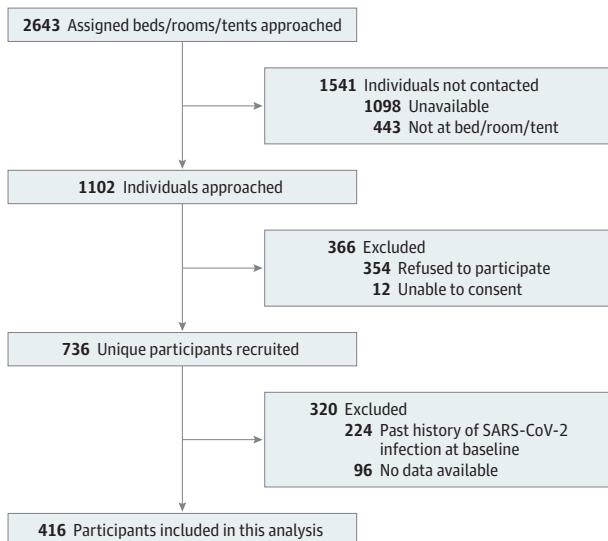 2643 Assigned beds/rooms/tents approached
1541 Individuals not contacted
1098 Unavailable
443 Not at bed/room/tent
1102 Individuals approached
366 Excluded
354 Refused to participate
12 Unable to consent
736 Unique participants recruited
320 Excluded
224 Past history of SARS-CoV-2
infection at baseline
96 No data available
416 Participants included in this analysis